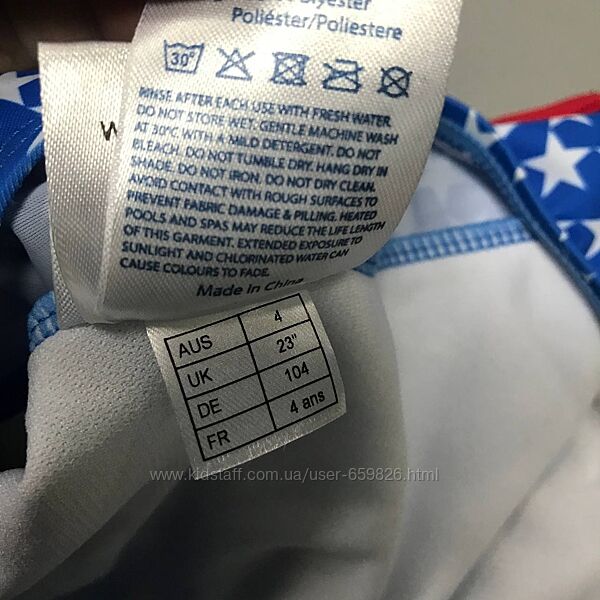 Poliéster/Poliestere
30°
RINSE AFTER EACH USE WITH FRESH WATER.
DO NOT STORE WET. GENTLE MACHINE WASH
AT 30°C WITH A MILD DETERGENT. DO NOT
BLEACH. DO NOT TUMBLE DRY. HANG DRY IN
SHADE. DO NOT IRON. DO NOT DRY CLEAN.
AVOID CONTACT WITH ROUGH SURFACES TO
PREVENT FABRIC DAMAGE & PILLING. HEATED
POOLS AND SPAS MAY REDUCE THE LIFE LONG
OF THIS GARMENT. EXTENDED EXPOSURE TO
SUNLIGHT AND CHLORINATED WATER CAN
CAUSE COLOURS TO FADE.
Made in China
AUS 4
UK 23"
DE 104
FR 4 ans
www.kidstaff.com.ua/user-659826.html